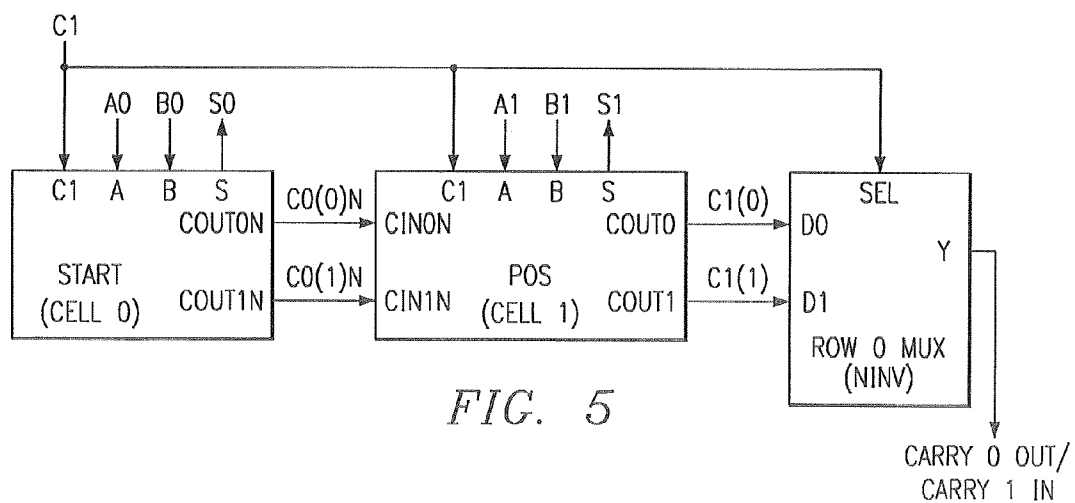 C1
A0 B0 S0
A1 B1 S1
C1 A B S
COUT0N
START
(CELL 0)
COUT1N
C0(0)N
C0(1)N
C1 A B S
CIN0N
COUT0
CIN1N
POS
(CELL 1)
COUT1
C1(0)
C1(1)
SEL
D0
Y
D1
ROW 0 MUX
(NINV)
FIG. 5
CARRY 0 OUT/
CARRY 1 IN